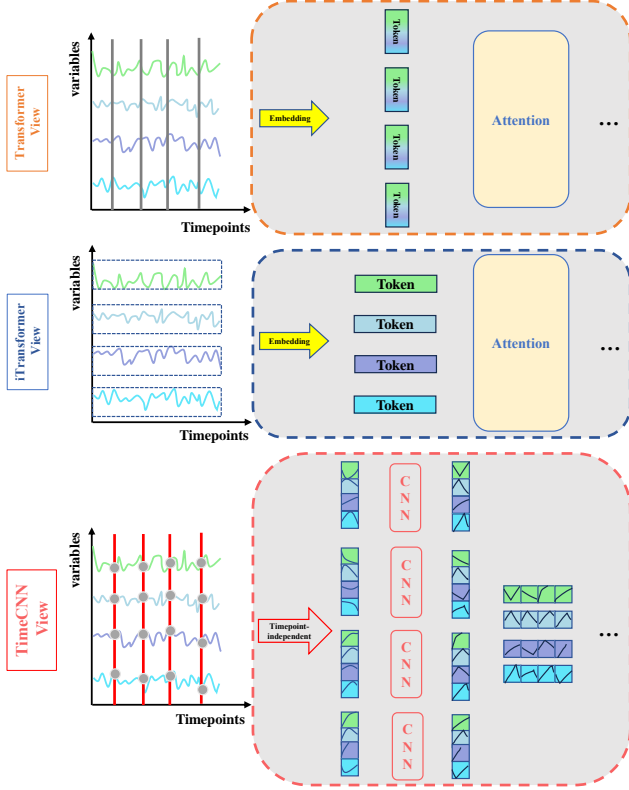 Transformer
View
variables
Timepoints
Embedding
Token
Token
Token
Token
Attention
...
iTransformer
View
variables
Timepoints
Embedding
Token
Token
Token
Token
Attention
...
TimeCNN
View
variables
Timepoints
Timepoint-
independent
C
N
N
C
N
N
C
N
N
C
N
N
...